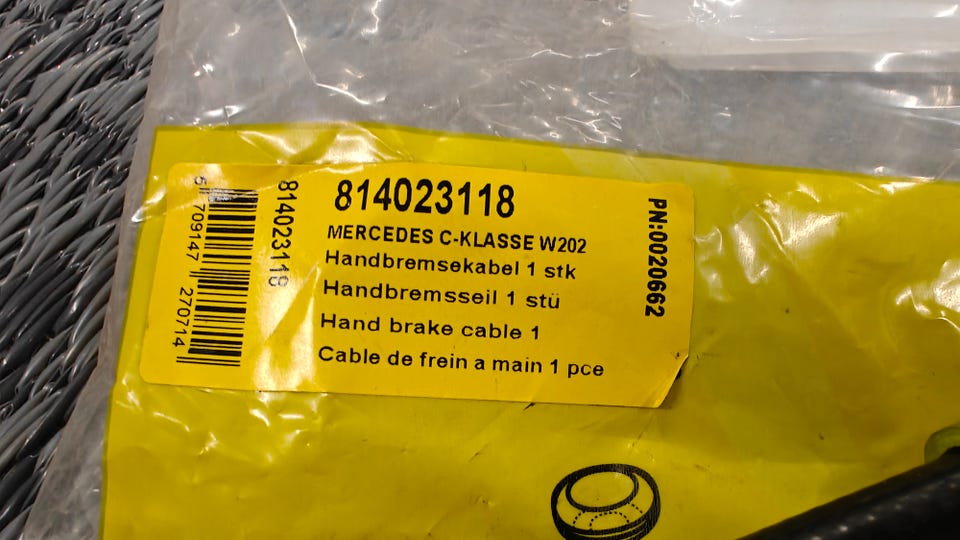 814023118
MERCEDES C-KLASSE W202
Handbremsekabel 1 stk
Handbremsseil 1 stü
Hand brake cable 1
Cable de frein a main 1 pce
PN:0020662
814023118
5 709147 270714